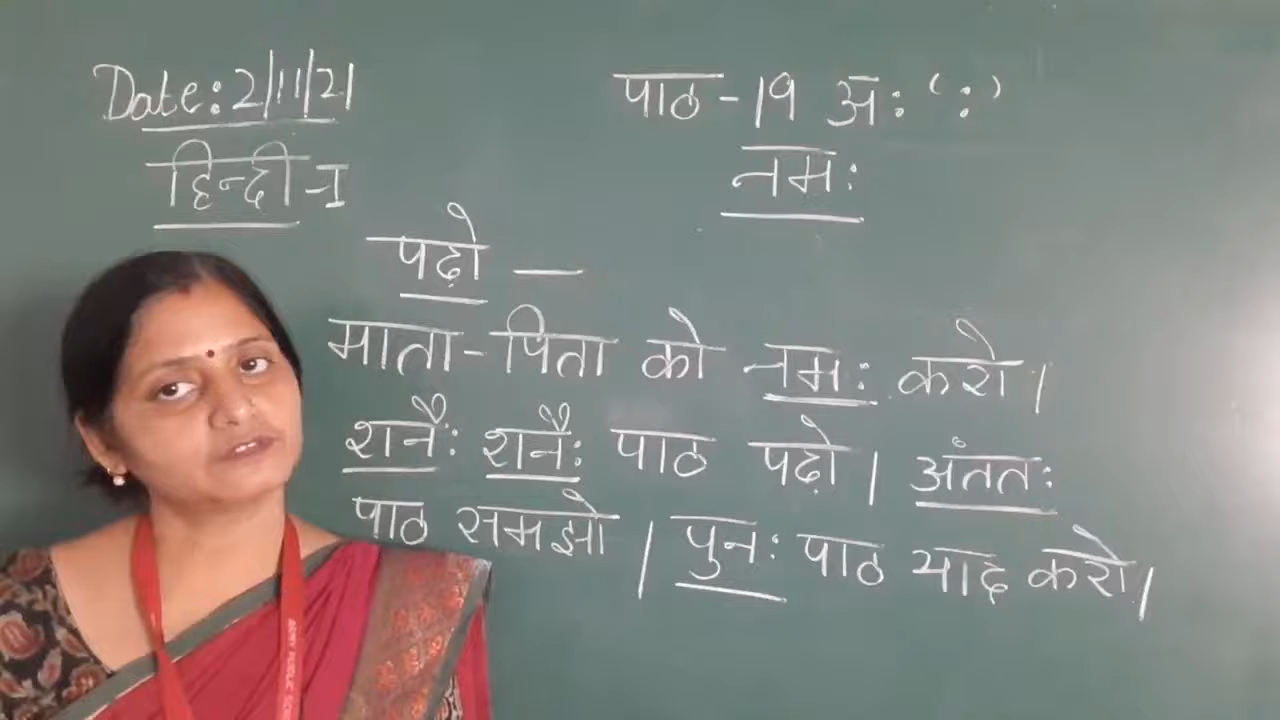 Date: 2/11/21
हिन्दी-I
पाठ-19 अः ' : '
नमः
पढ़ो —
माता-पिता को नमः करो।
शनैः शनैः पाठ पढ़ो। अंततः
पाठ समझो। पुनः पाठ याद करो।